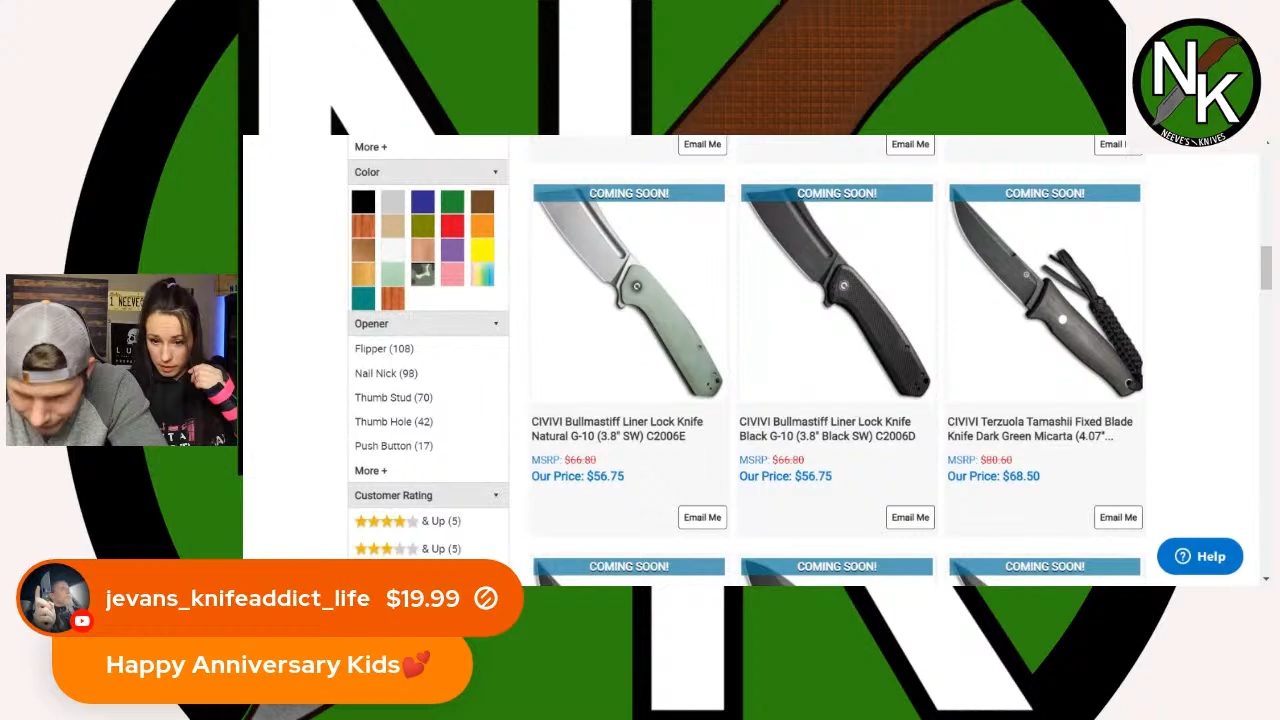 NK
NEEVE'S KNIVES
More +
Email Me
Email
Color
COMING SOON!
COMING SOON!
COMING SOON!
Opener
Flipper (108)
Nail Nick (98)
Thumb Stud (70)
Thumb Hole (42)
Push Button (17)
More +
Customer Rating
& Up (5)
& Up (5)
CIVIVI Bullmastiff Liner Lock Knife
Natural G-10 (3.8" SW) C2006E
MSRP: $66.80
Our Price: $56.75
Email Me
CIVIVI Bullmastiff Liner Lock Knife
Black G-10 (3.8" Black SW) C2006D
MSRP: $66.80
Our Price: $56.75
Email Me
CIVIVI Terzuola Tamashii Fixed Blade
Knife Dark Green Micarta (4.07"...
MSRP: $80.60
Our Price: $68.50
Email Me
COMING SOON!
COMING SOON!
COMING SOON!
Help
jevans_knifeaddict_life $19.99
Happy Anniversary Kids💕